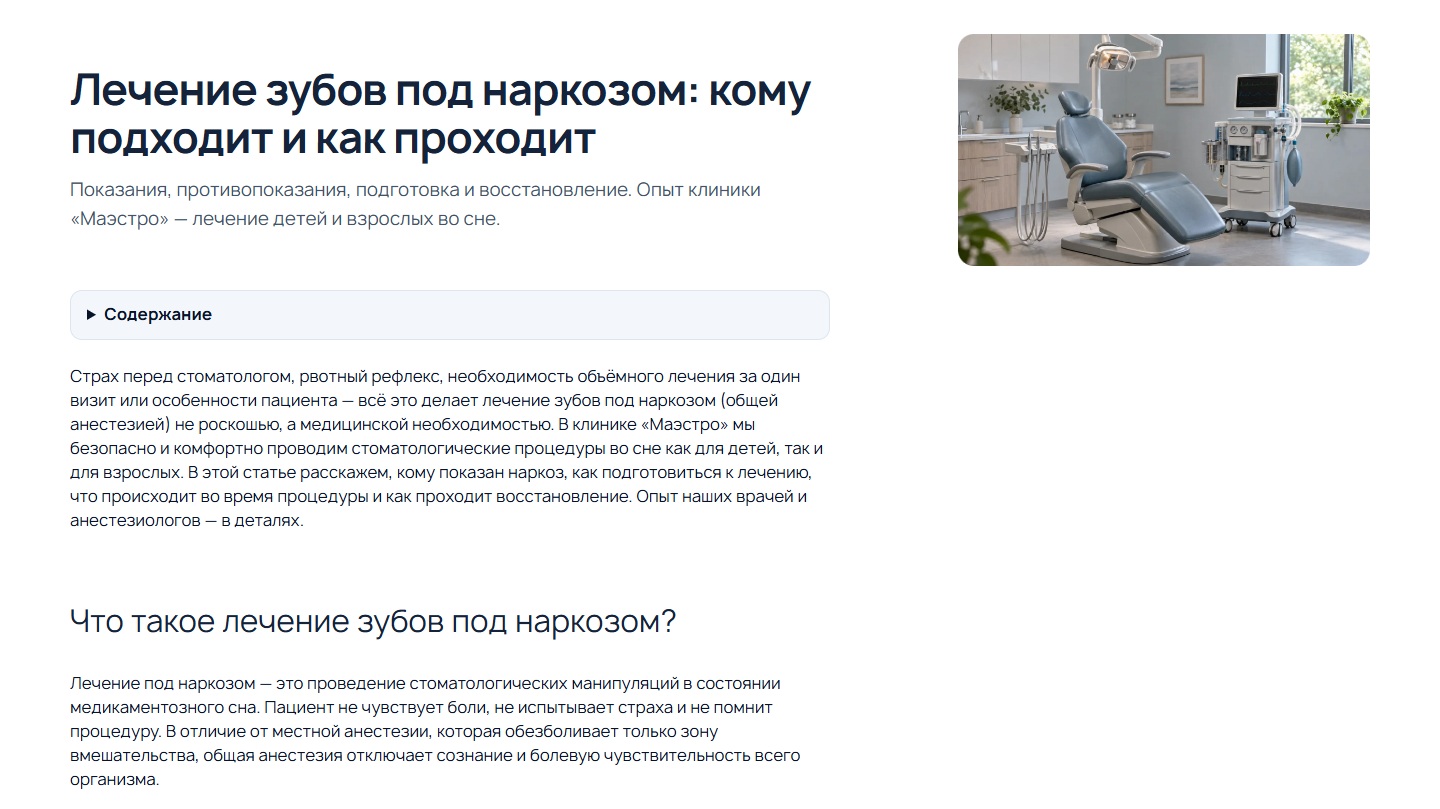 Лечение зубов под наркозом: кому
подходит и как проходит
Показания, противопоказания, подготовка и восстановление. Опыт клиники
«Маэстро» — лечение детей и взрослых во сне.
Содержание
Страх перед стоматологом, рвотный рефлекс, необходимость объёмного лечения за один
визит или особенности пациента — всё это делает лечение зубов под наркозом (общей
анестезией) не роскошью, а медицинской необходимостью. В клинике «Маэстро» мы
безопасно и комфортно проводим стоматологические процедуры во сне как для детей, так и
для взрослых. В этой статье расскажем, кому показан наркоз, как подготовиться к лечению,
что происходит во время процедуры и как проходит восстановление. Опыт наших врачей и
анестезиологов — в деталях.
Что такое лечение зубов под наркозом?
Лечение под наркозом — это проведение стоматологических манипуляций в состоянии
медикаментозного сна. Пациент не чувствует боли, не испытывает страха и не помнит
процедуру. В отличие от местной анестезии, которая обезболивает только зону
вмешательства, общая анестезия отключает сознание и болевую чувствительность всего
организма.